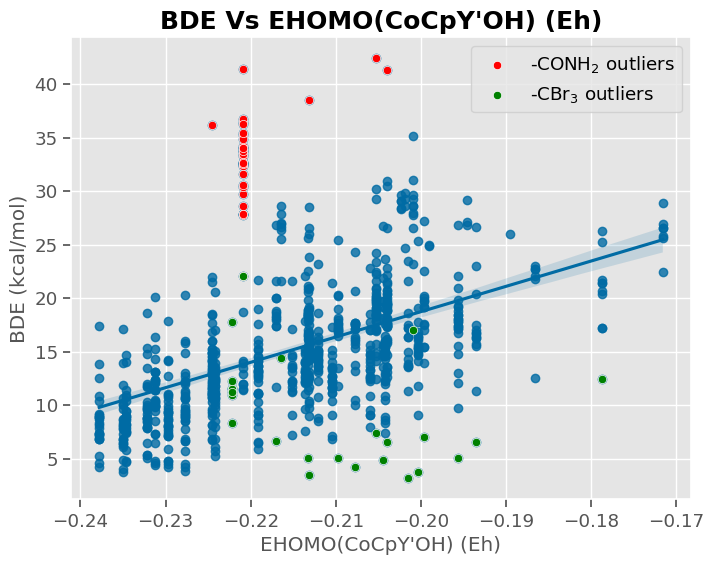 BDE Vs EHOMO(CoCpY'OH) (Eh)
-CONH₂ outliers
-CBr₃ outliers
BDE (kcal/mol)
40
35
30
25
20
15
10
5
−0.24 −0.23 −0.22 −0.21 −0.20 −0.19 −0.18 −0.17
EHOMO(CoCpY'OH) (Eh)